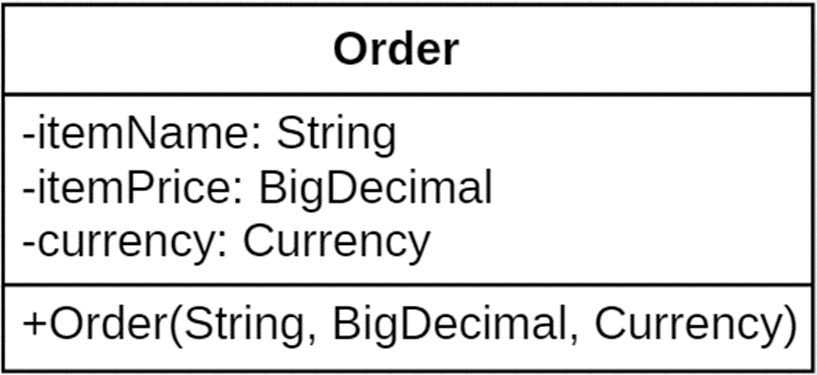 Order
-itemName: String
-itemPrice: BigDecimal
-currency: Currency
+Order(String, BigDecimal, Currency)